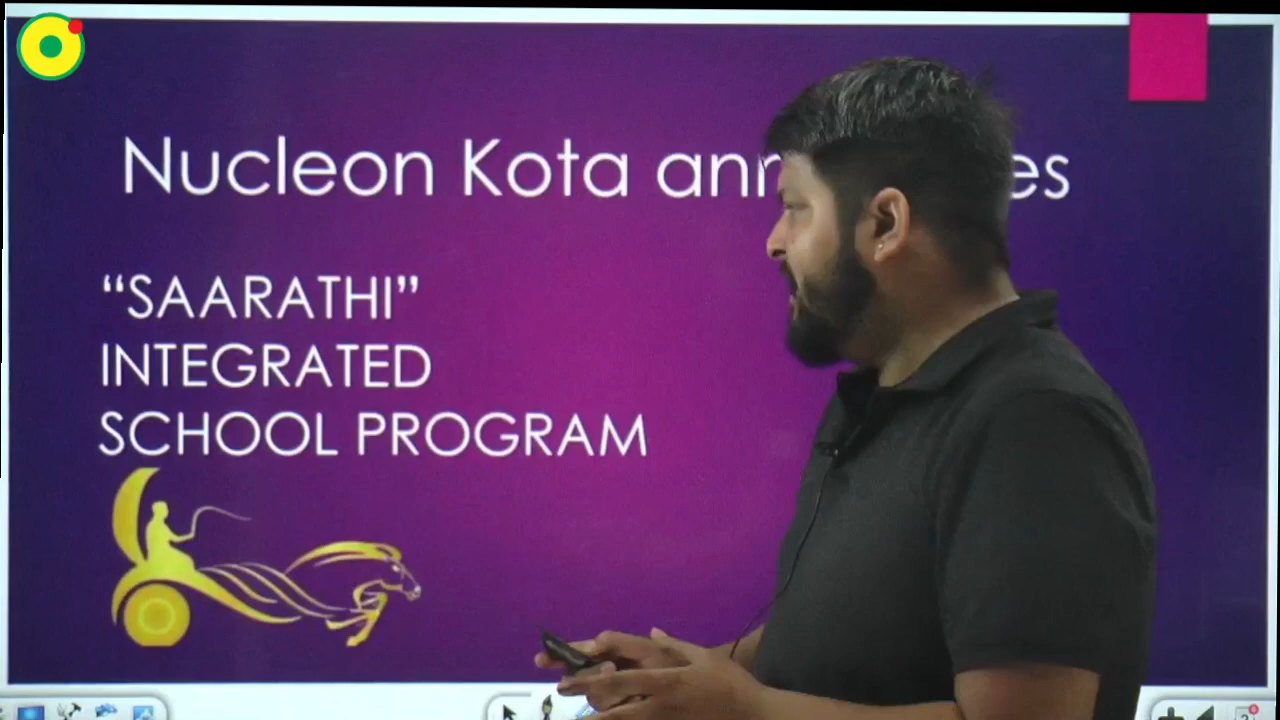 Nucleon Kota
“SAARATHI”
INTEGRATED
SCHOOL PROGRAM